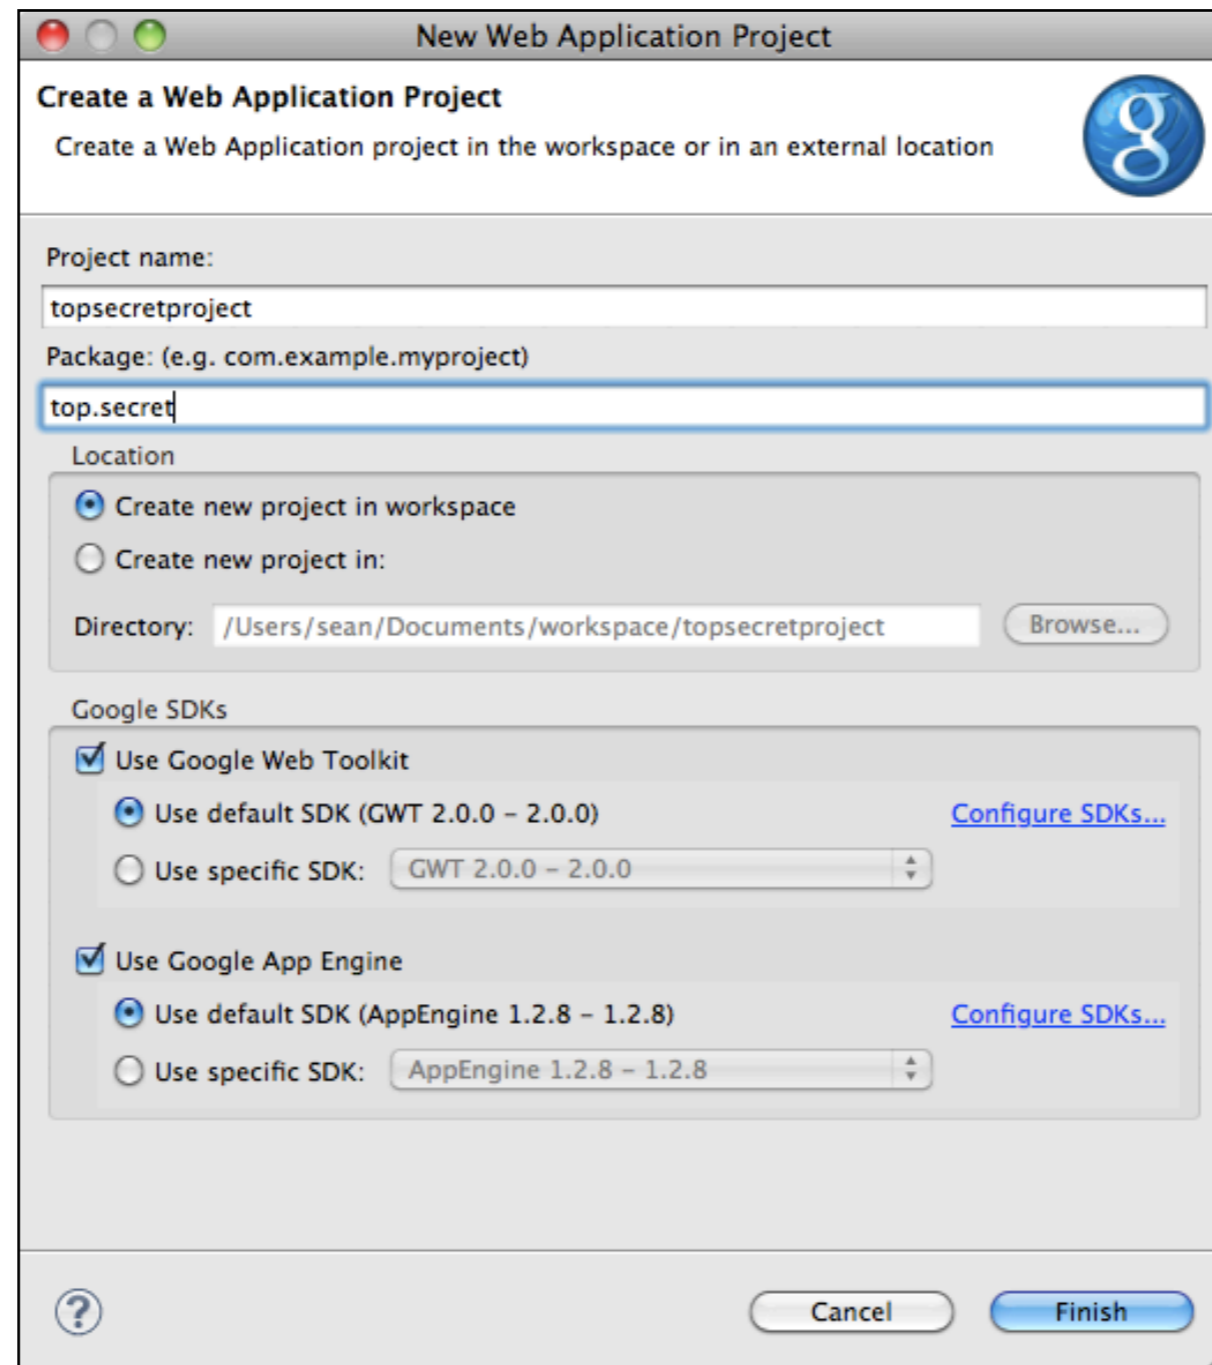 New Web Application Project
Create a Web Application Project
Create a Web Application project in the workspace or in an external location
g
Project name:
topsecretproject
Package: (e.g. com.example.myproject)
top.secret
Location
Create new project in workspace
Create new project in:
Directory: /Users/sean/Documents/workspace/topsecretproject Browse...
Google SDKs
Use Google Web Toolkit
Use default SDK (GWT 2.0.0 – 2.0.0) Configure SDKs...
Use specific SDK: GWT 2.0.0 – 2.0.0
Use Google App Engine
Use default SDK (AppEngine 1.2.8 – 1.2.8) Configure SDKs...
Use specific SDK: AppEngine 1.2.8 – 1.2.8
? Cancel Finish